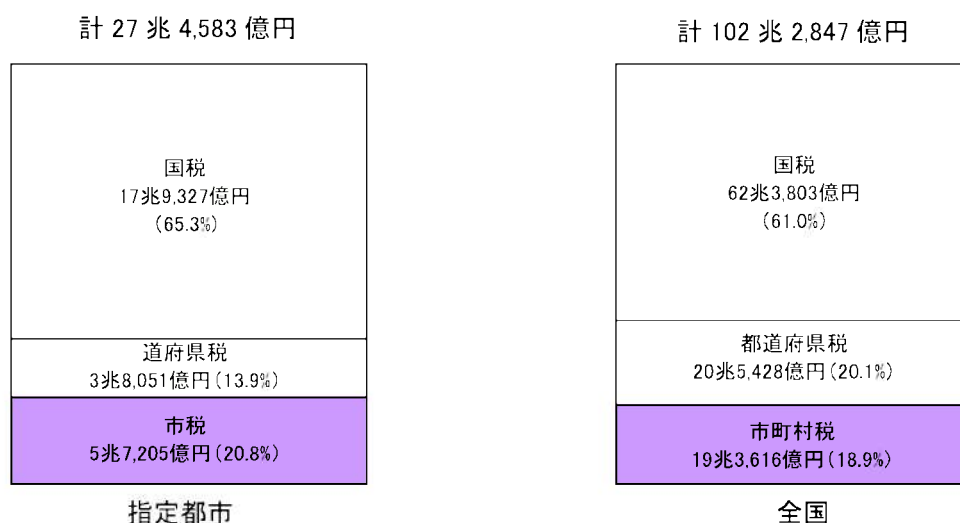 計 27 兆 4,583 億円
国税
17兆9,327億円
(65.3%)
道府県税
3兆8,051億円(13.9%)
市税
5兆7,205億円(20.8%)
指定都市
計 102 兆 2,847 億円
国税
62兆3,803億円
(61.0%)
都道府県税
20兆5,428億円(20.1%)
市町村税
19兆3,616億円(18.9%)
全国